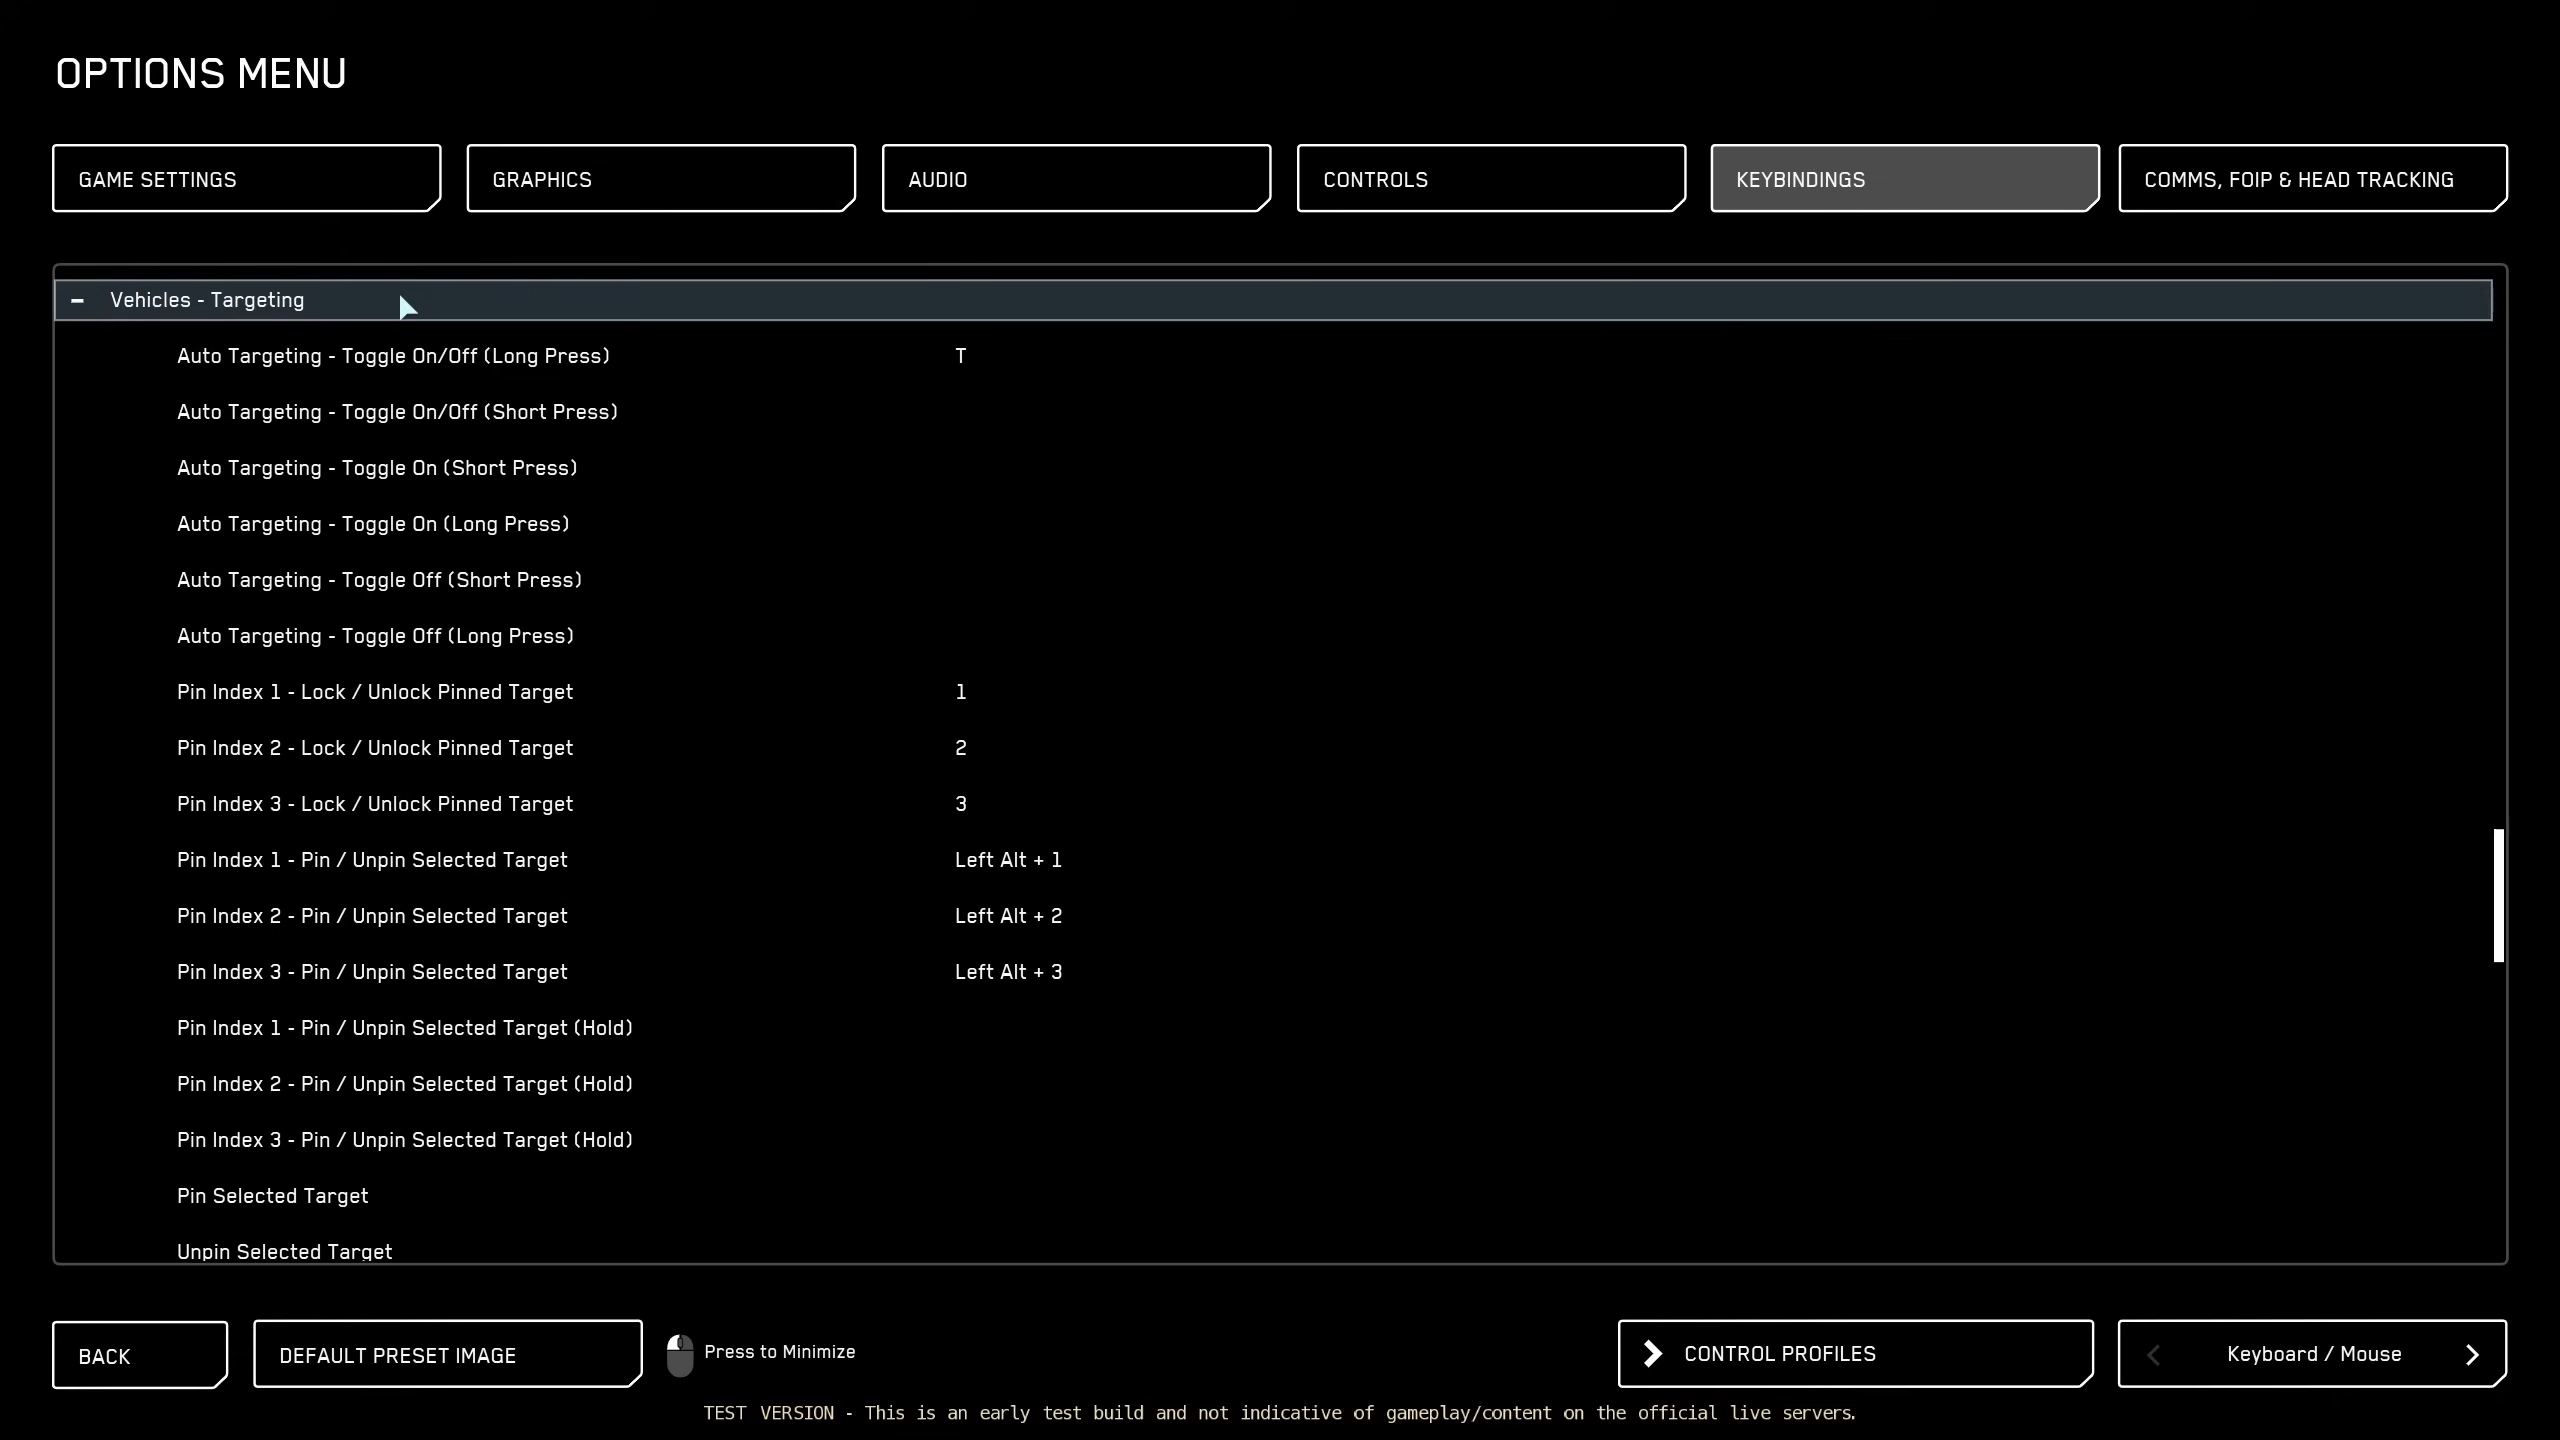 OPTIONS MENU
GAME SETTINGS
GRAPHICS
AUDIO
CONTROLS
KEYBINDINGS
COMMS, FOIP & HEAD TRACKING
Vehicles - Targeting
Auto Targeting - Toggle On/Off (Long Press) T
Auto Targeting - Toggle On/Off (Short Press)
Auto Targeting - Toggle On (Short Press)
Auto Targeting - Toggle On (Long Press)
Auto Targeting - Toggle Off (Short Press)
Auto Targeting - Toggle Off (Long Press)
Pin Index 1 - Lock / Unlock Pinned Target 1
Pin Index 2 - Lock / Unlock Pinned Target 2
Pin Index 3 - Lock / Unlock Pinned Target 3
Pin Index 1 - Pin / Unpin Selected Target Left Alt + 1
Pin Index 2 - Pin / Unpin Selected Target Left Alt + 2
Pin Index 3 - Pin / Unpin Selected Target Left Alt + 3
Pin Index 1 - Pin / Unpin Selected Target (Hold)
Pin Index 2 - Pin / Unpin Selected Target (Hold)
Pin Index 3 - Pin / Unpin Selected Target (Hold)
Pin Selected Target
Unpin Selected Target
BACK
DEFAULT PRESET IMAGE
Press to Minimize
CONTROL PROFILES
Keyboard / Mouse
TEST VERSION - This is an early test build and not indicative of gameplay/content on the official live servers.